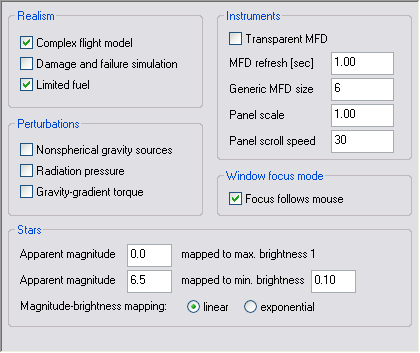 Realism
Complex flight model
Damage and failure simulation
Limited fuel
Perturbations
Nonspherical gravity sources
Radiation pressure
Gravity-gradient torque
Instruments
Transparent MFD
MFD refresh [sec] 1.00
Generic MFD size 6
Panel scale 1.00
Panel scroll speed 30
Window focus mode
Focus follows mouse
Stars
Apparent magnitude 0.0 mapped to max. brightness 1
Apparent magnitude 6.5 mapped to min. brightness 0.10
Magnitude-brightness mapping: linear exponential